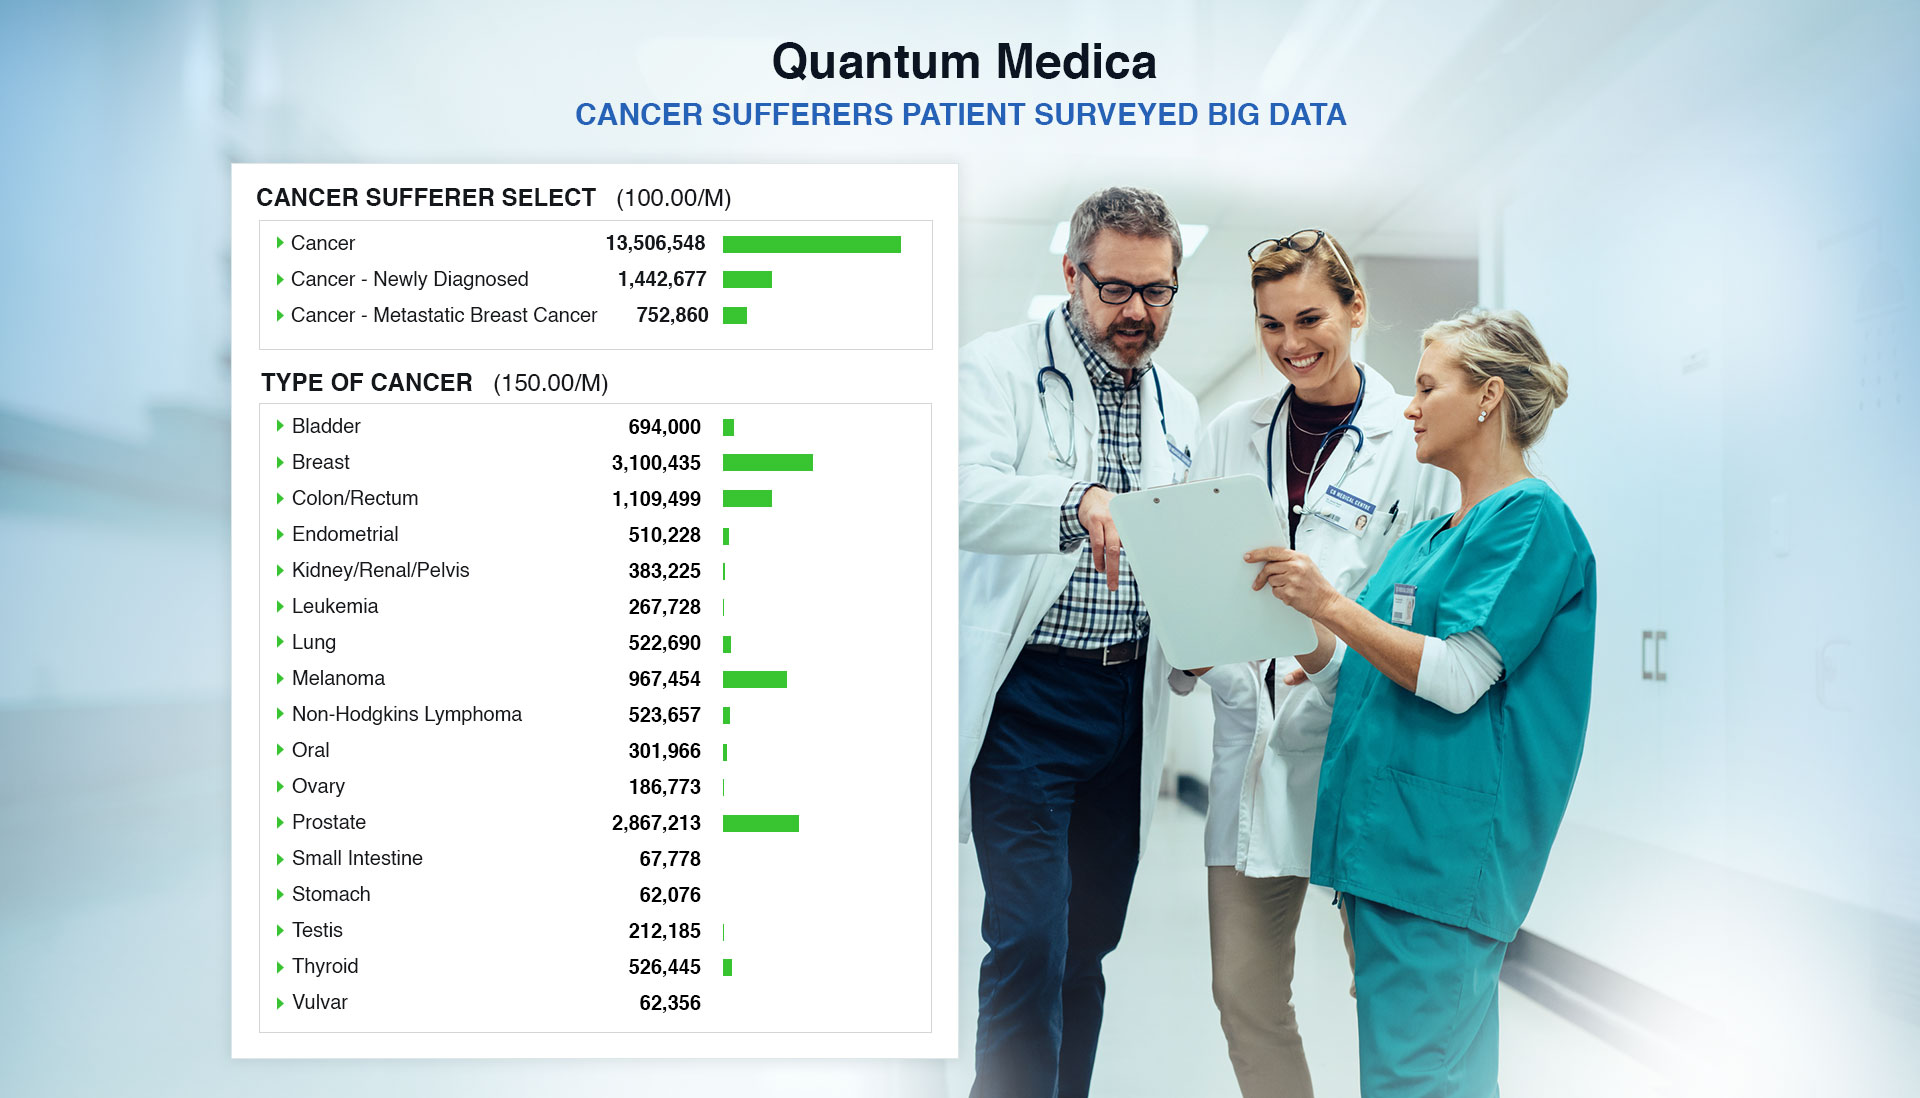 Quantum Medica
CANCER SUFFERERS PATIENT SURVEYED BIG DATA
CANCER SUFFERER SELECT (100.00/M)
Cancer 13,506,548
Cancer - Newly Diagnosed 1,442,677
Cancer - Metastatic Breast Cancer 752,860
TYPE OF CANCER (150.00/M)
Bladder 694,000
Breast 3,100,435
Colon/Rectum 1,109,499
Endometrial 510,228
Kidney/Renal/Pelvis 383,225
Leukemia 267,728
Lung 522,690
Melanoma 967,454
Non-Hodgkins Lymphoma 523,657
Oral 301,966
Ovary 186,773
Prostate 2,867,213
Small Intestine 67,778
Stomach 62,076
Testis 212,185
Thyroid 526,445
Vulvar 62,356
MEDICAL CENTRE